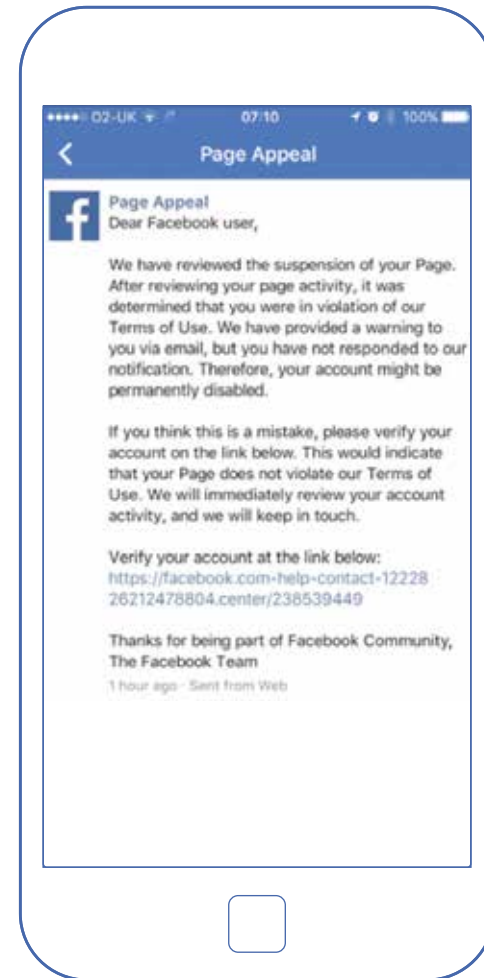 O2-UK 07:10 100%
Page Appeal
Page Appeal
Dear Facebook user,
We have reviewed the suspension of your Page.
After reviewing your page activity, it was
determined that you were in violation of our
Terms of Use. We have provided a warning to
you via email, but you have not responded to our
notification. Therefore, your account might be
permanently disabled.
If you think this is a mistake, please verify your
account on the link below. This would indicate
that your Page does not violate our Terms of
Use. We will immediately review your account
activity, and we will keep in touch.
Verify your account at the link below:
https://facebook.com-help-contact-12228
26212478804.center/238539449
Thanks for being part of Facebook Community,
The Facebook Team
1 hour ago · Sent from Web